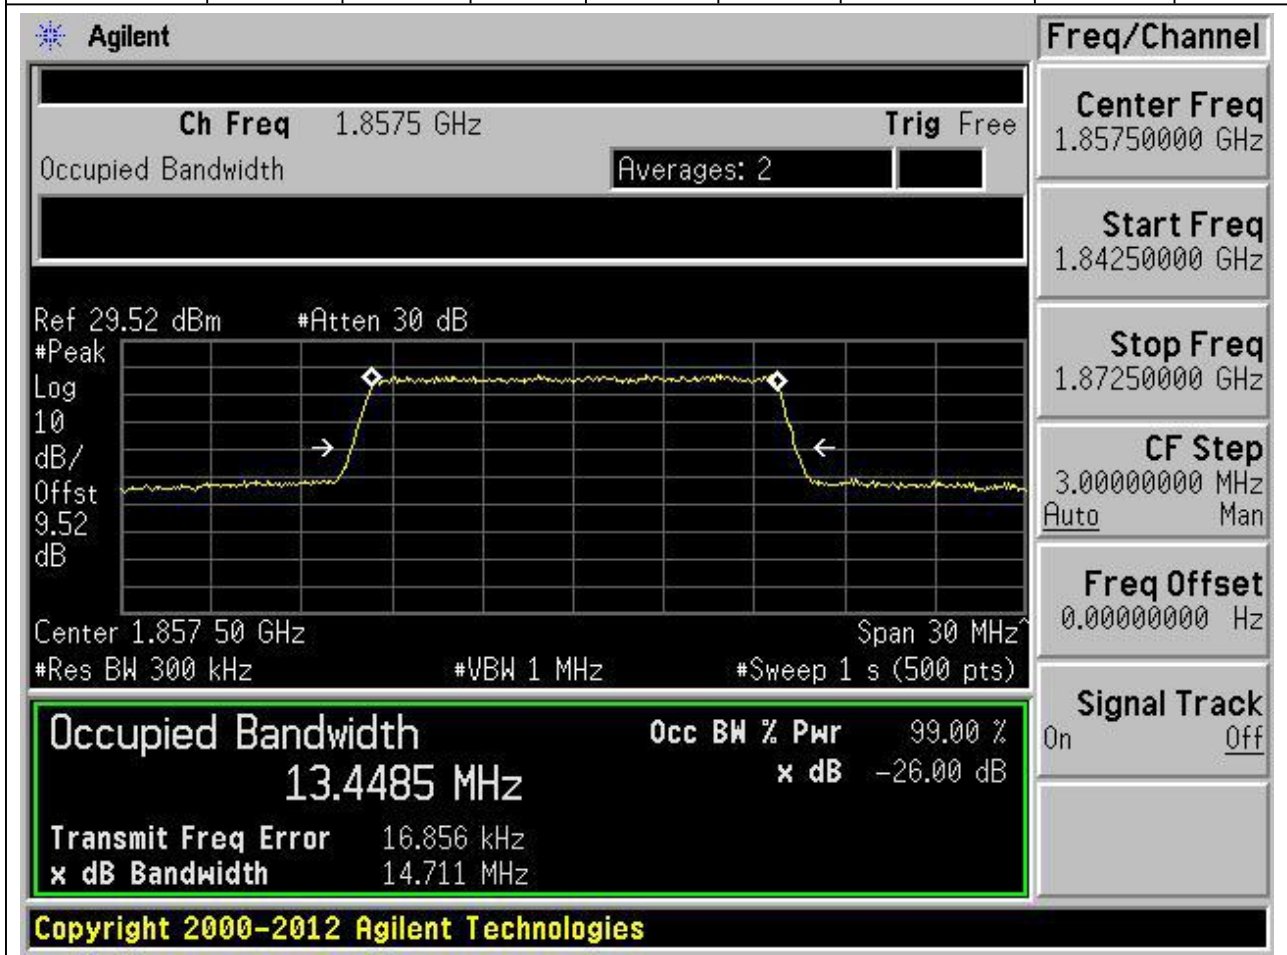 Agilent
Freq/Channel
Ch Freq 1.8575 GHz Trig Free
Occupied Bandwidth Averages: 2
Center Freq
1.85750000 GHz
Start Freq
1.84250000 GHz
Stop Freq
1.87250000 GHz
CF Step
3.00000000 MHz
Auto Man
Freq Offset
0.00000000 Hz
Signal Track
On Off
Ref 29.52 dBm #Atten 30 dB
#Peak
Log
10
dB/
Offst
9.52
dB
Center 1.857 50 GHz Span 30 MHz^
#Res BW 300 kHz #VBW 1 MHz #Sweep 1 s (500 pts)
Occupied Bandwidth Occ BW % Pwr 99.00 %
13.4485 MHz x dB -26.00 dB
Transmit Freq Error 16.856 kHz
x dB Bandwidth 14.711 MHz
Copyright 2000-2012 Agilent Technologies